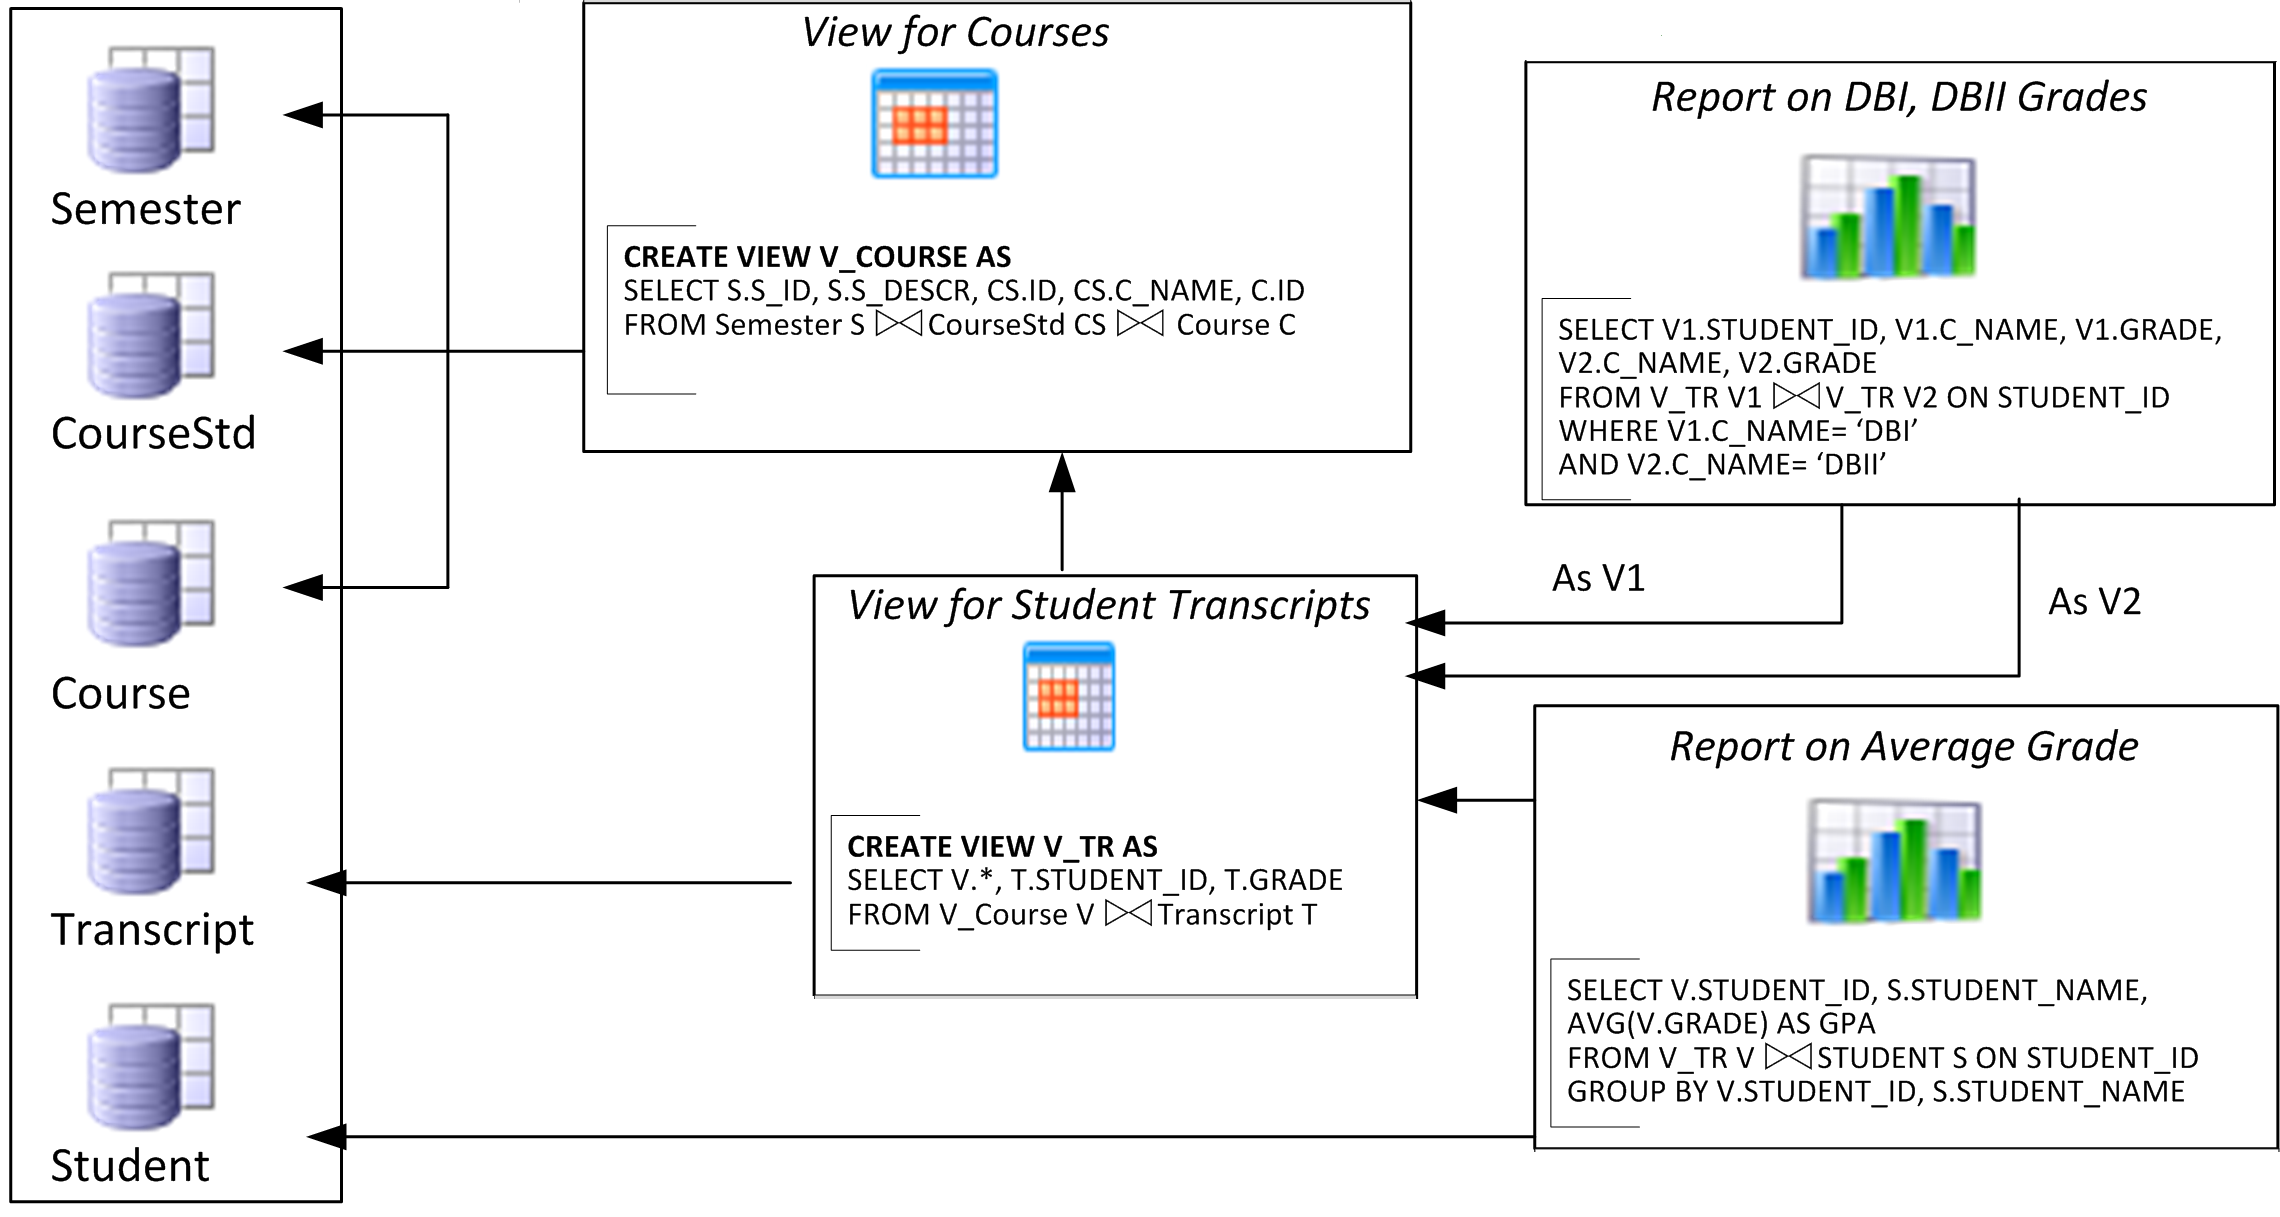 Semester
CourseStd
Course
Transcript
Student
View for Courses
CREATE VIEW V_COURSE AS
SELECT S.S_ID, S.S_DESCR, CS.ID, CS.C_NAME, C.ID
FROM Semester S ⋈ CourseStd CS ⋈ Course C
View for Student Transcripts
CREATE VIEW V_TR AS
SELECT V.*, T.STUDENT_ID, T.GRADE
FROM V_Course V ⋈ Transcript T
Report on DBI, DBII Grades
SELECT V1.STUDENT_ID, V1.C_NAME, V1.GRADE,
V2.C_NAME, V2.GRADE
FROM V_TR V1 ⋈ V_TR V2 ON STUDENT_ID
WHERE V1.C_NAME= ‘DBI’
AND V2.C_NAME= ‘DBII’
As V1
As V2
Report on Average Grade
SELECT V.STUDENT_ID, S.STUDENT_NAME,
AVG(V.GRADE) AS GPA
FROM V_TR V ⋈ STUDENT S ON STUDENT_ID
GROUP BY V.STUDENT_ID, S.STUDENT_NAME